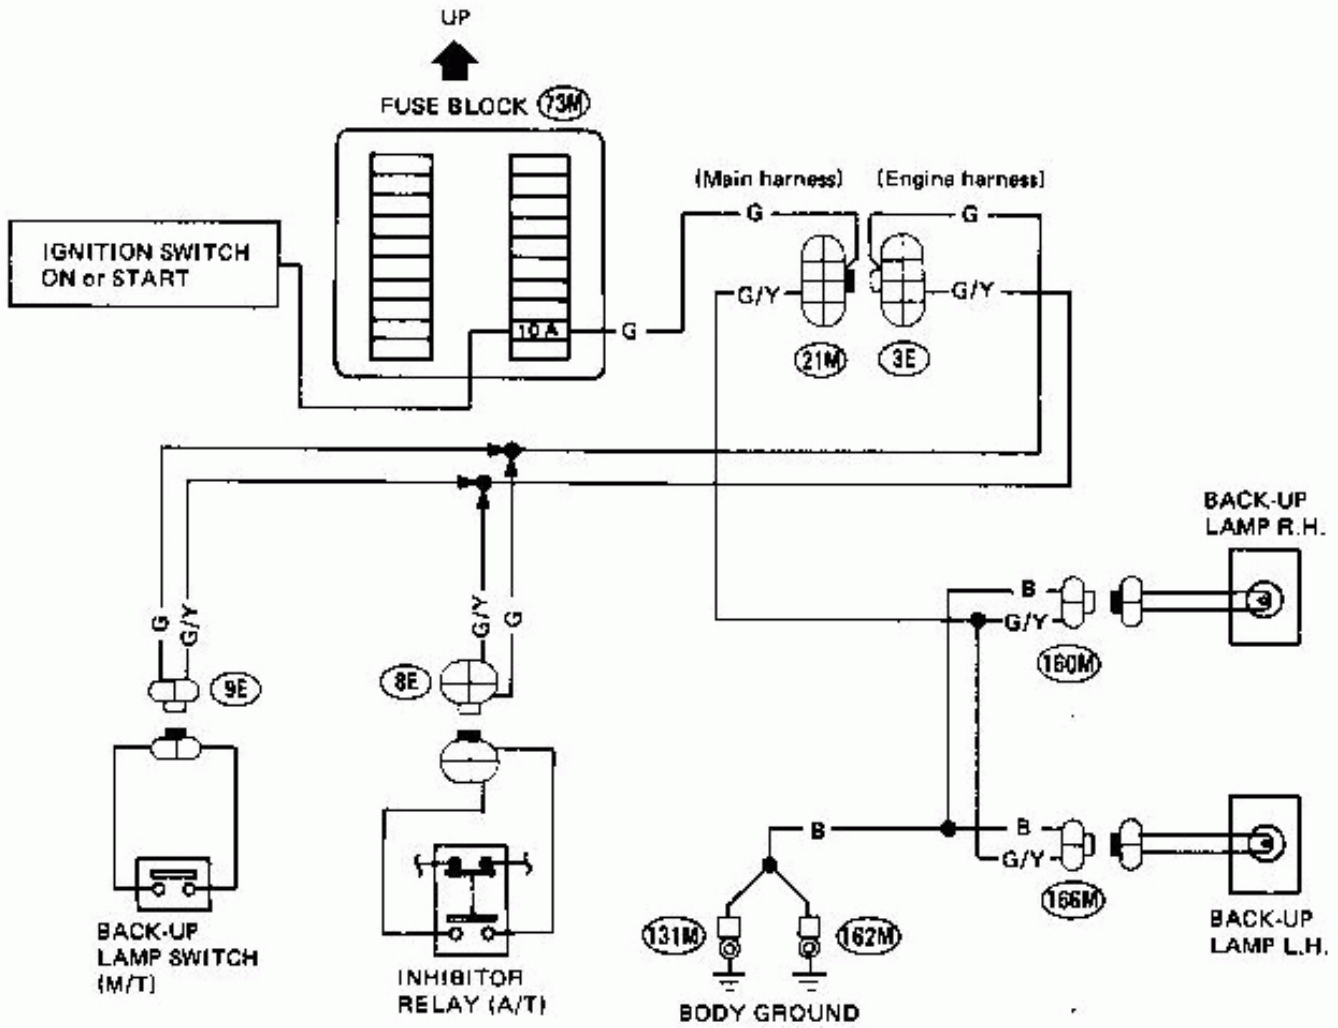 UP
FUSE BLOCK 73M
(Main harness) (Engine harness)
G G
IGNITION SWITCH
ON or START
G/Y G/Y
10A G
21M 3E
BACK-UP
LAMP R.H.
B
G G/Y G/Y G G/Y
160M
9E 8E
B B
G/Y
166M
BACK-UP
LAMP L.H.
BACK-UP
LAMP SWITCH
(M/T)
131M 162M
INHIBITOR
RELAY (A/T)
BODY GROUND